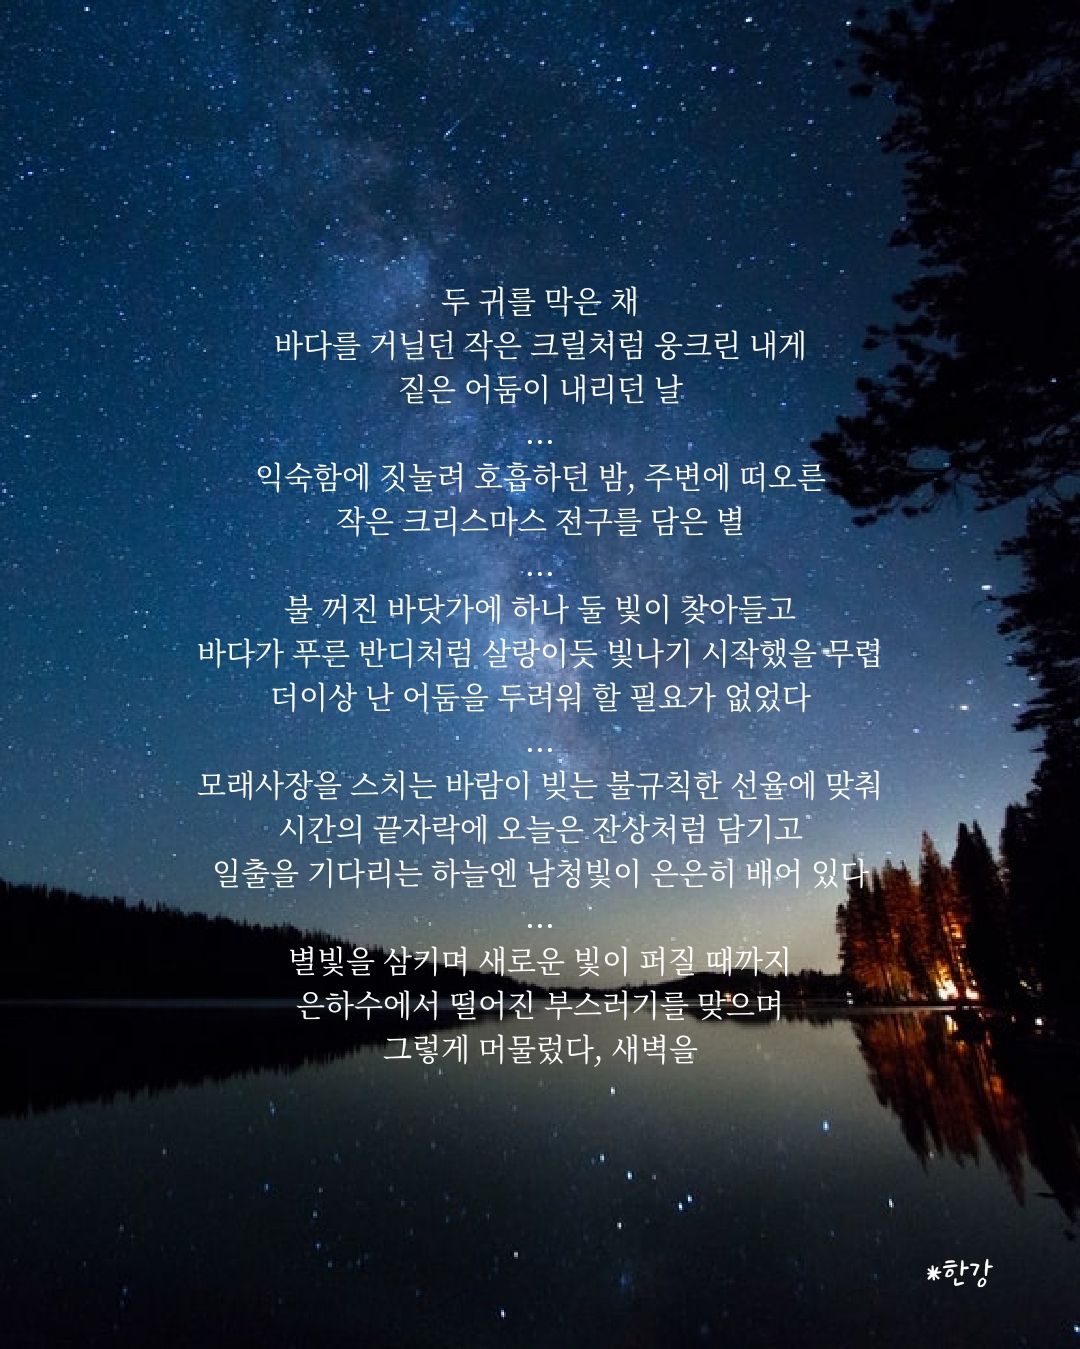 두 귀를 막은 채
바다를 거닐던 작은 크릴처럼 웅크린 내게
짙은 어둠이 내리던 날
...
익숙함에 짓눌려 호흡하던 밤, 주변에 떠오른
작은 크리스마스 전구를 담은 별
...
불 꺼진 바닷가에 하나 둘 빛이 찾아들고
바다가 푸른 반디처럼 살랑이듯 빛나기 시작했을 무렵
더이상 난 어둠을 두려워 할 필요가 없었다
...
모래사장을 스치는 바람이 빚는 불규칙한 선율에 맞춰
시간의 끝자락에 오늘은 잔상처럼 담기고
일출을 기다리는 하늘엔 남청빛이 은은히 배어 있다
...
별빛을 삼키며 새로운 빛이 퍼질 때까지
은하수에서 떨어진 부스러기를 맞으며
그렇게 머물렀다, 새벽을
*한강